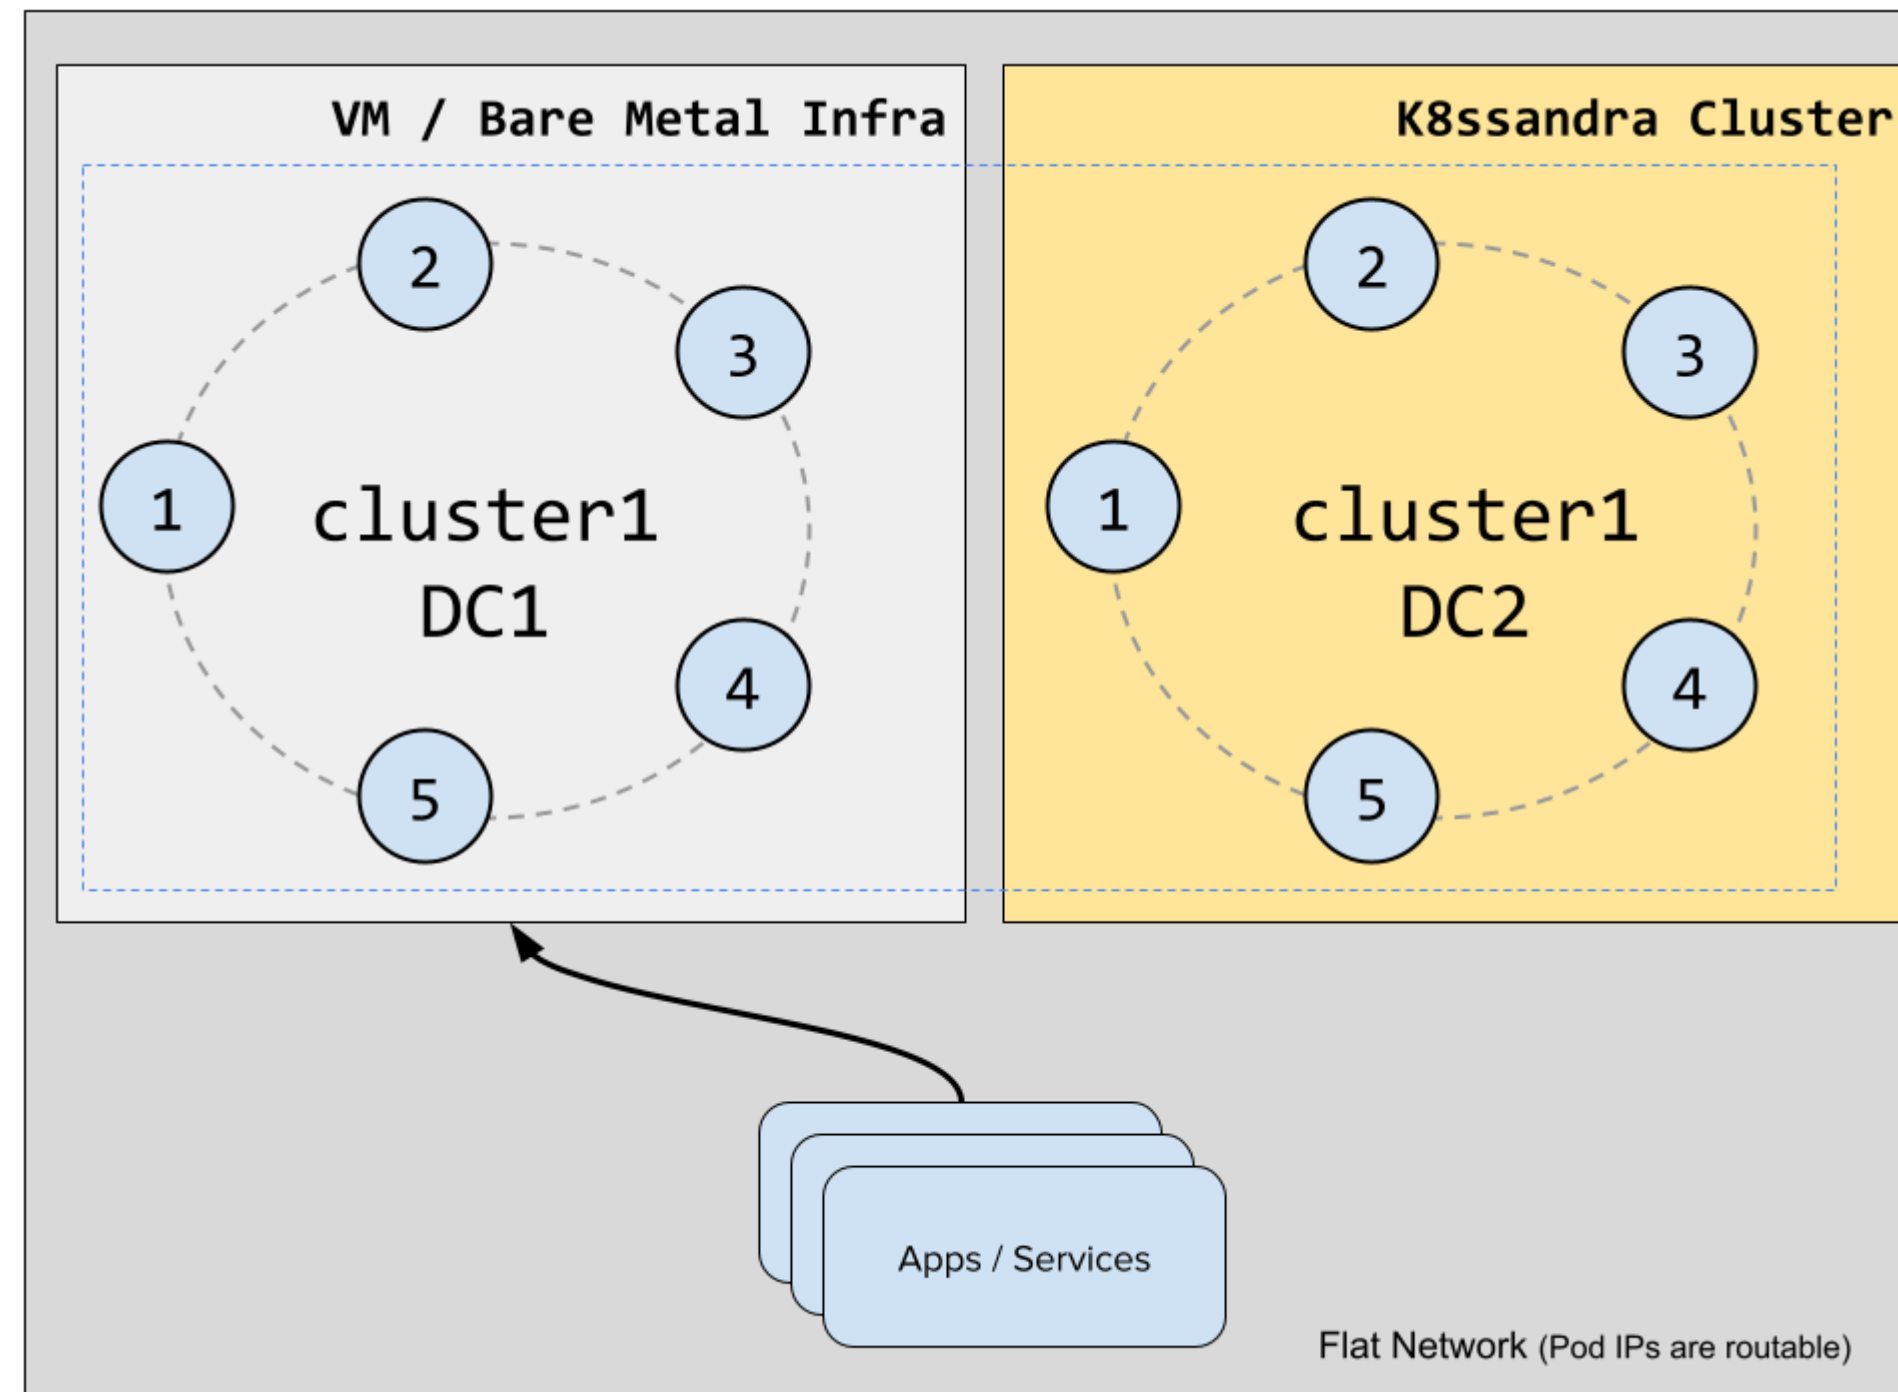 VM / Bare Metal Infra
2
3
1
cluster1
DC1
4
5
K8ssandra Cluster
2
3
1
cluster1
DC2
4
5
Apps / Services
Flat Network (Pod IPs are routable)